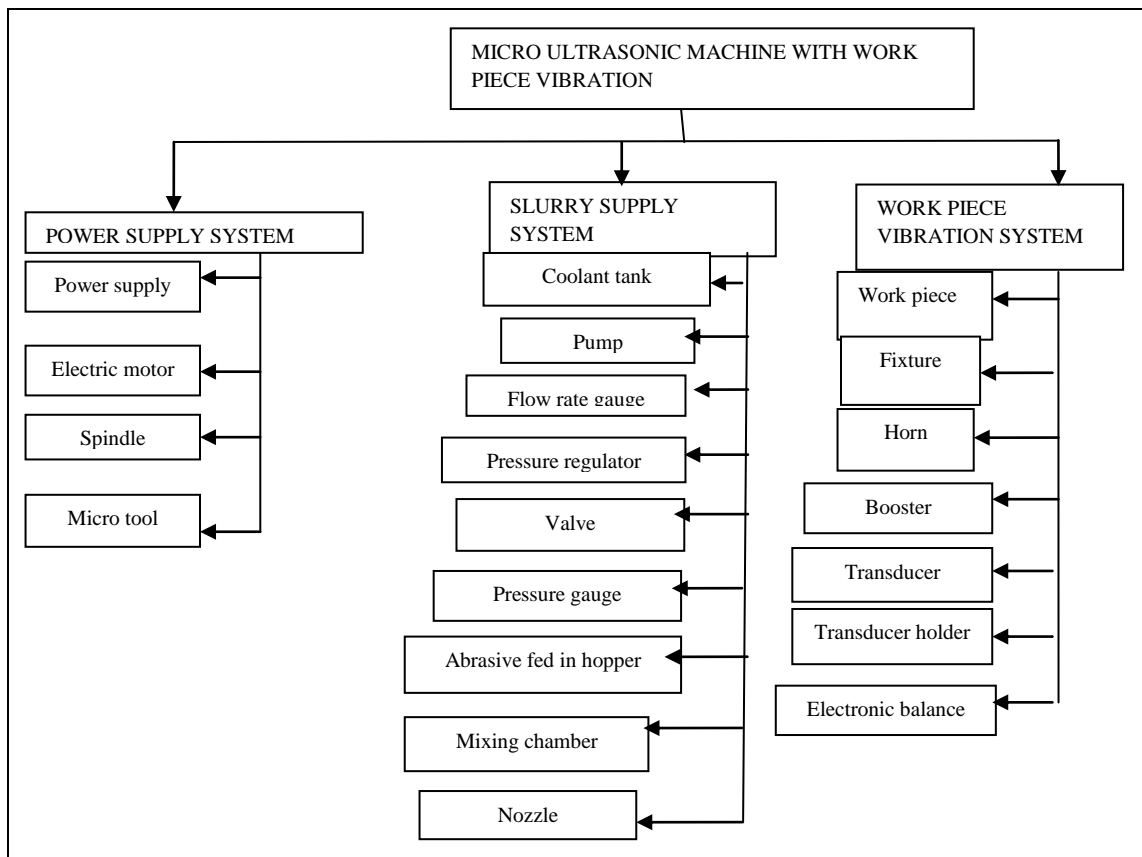 MICRO ULTRASONIC MACHINE WITH WORK
PIECE VIBRATION
POWER SUPPLY SYSTEM
Power supply
Electric motor
Spindle
Micro tool
SLURRY SUPPLY
SYSTEM
Coolant tank
Pump
Flow rate gauge
Pressure regulator
Valve
Pressure gauge
Abrasive fed in hopper
Mixing chamber
Nozzle
WORK PIECE
VIBRATION SYSTEM
Work piece
Fixture
Horn
Booster
Transducer
Transducer holder
Electronic balance